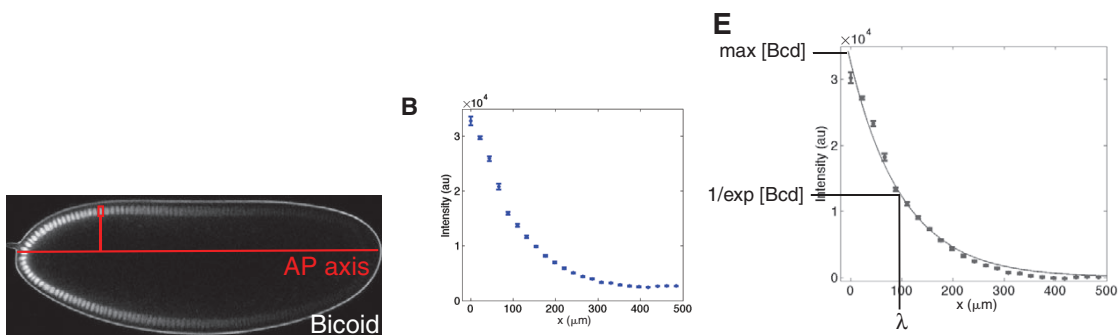 AP axis
Bicoid
B
×10⁴
3
2
1
0
Intensity (au)
0 100 200 300 400 500
x (μm)
E
max [Bcd]
×10⁴
3
2
1
0
Intensity (au)
1/exp [Bcd]
0 100 200 300 400 500
x (μm)
λ